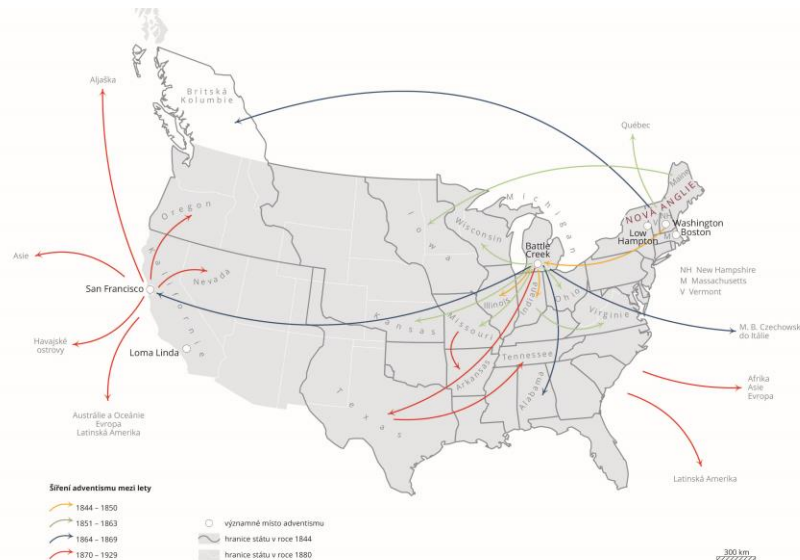 Aljaška
Britská
Kolumbie
Québec
Maine
NOVÁ ANGLIE
V
NH
M
Washington
Boston
Low
Hampton
Michigan
Wisconsin
Iowa
Battle
Creek
Oregon
Nevada
Kalifornie
Asie
San Francisco
Loma Linda
Havajské
ostrovy
Austrálie a Oceánie
Evropa
Latinská Amerika
Kansas
Missouri
Illinois
Indiana
Ohio
Virginie
Tennessee
Arkansas
Alabama
Texas
NH New Hampshire
M Massachusetts
V Vermont
M. B. Czechowski
do Itálie
Afrika
Asie
Evropa
Latinská Amerika
Šíření adventismu mezi lety
1844 – 1850
1851 – 1863
1864 – 1869
1870 – 1929
významné místo adventismu
hranice státu v roce 1844
hranice států v roce 1880
300 km